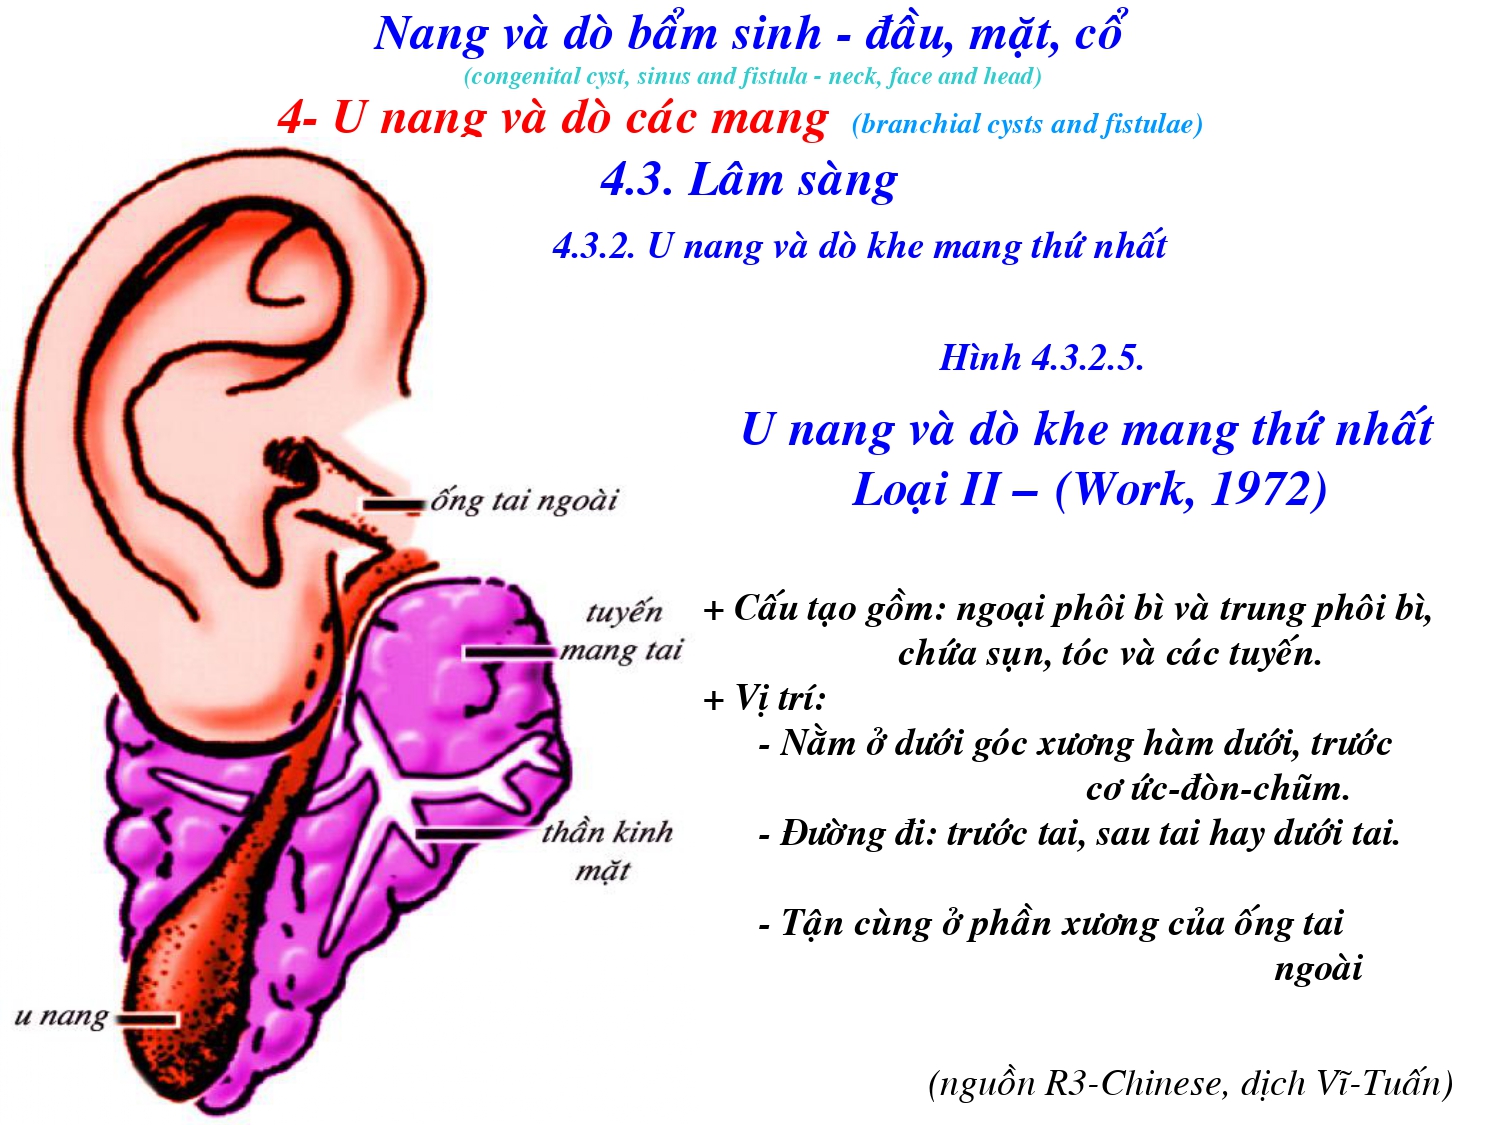 Nang và dò bẩm sinh - đầu, mặt, cổ
(congenital cyst, sinus and fistula - neck, face and head)
4- U nang và dò các mang (branchial cysts and fistulae)
4.3. Lâm sàng
4.3.2. U nang và dò khe mang thứ nhất
Hình 4.3.2.5.
U nang và dò khe mang thứ nhất
Loại II – (Work, 1972)
ống tai ngoài
tuyến
mang tai
thần kinh
mặt
u nang
+ Cấu tạo gồm: ngoại phôi bì và trung phôi bì,
chứa sụn, tóc và các tuyến.
+ Vị trí:
- Nằm ở dưới góc xương hàm dưới, trước
cơ ức-đòn-chũm.
- Đường đi: trước tai, sau tai hay dưới tai.
- Tận cùng ở phần xương của ống tai
ngoài
(nguồn R3-Chinese, dịch Vĩ-Tuấn)